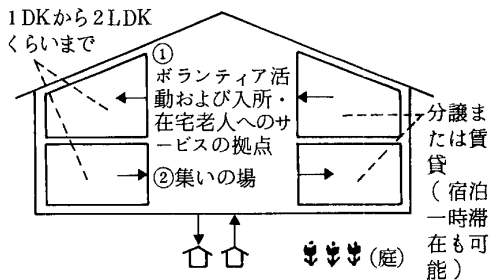 1DKから2LDK
くらいまで
①
ボランティア活
動および入所・
在宅老人へのサ
ービスの拠点
②集いの場
分譲ま
たは賃
貸
(宿泊
一時滞
在も可
能)
(庭)